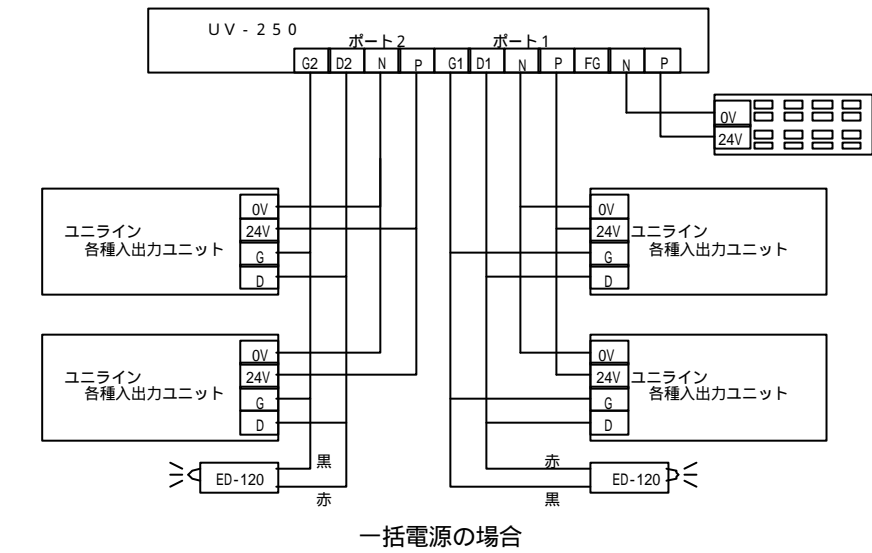 UV-250
ポート2 ポート1
G2 D2 N P G1 D1 N P FG N P
0V
24V
ユニライン
各種入出力ユニット
0V
24V
G
D
0V
24V
G
D
ユニライン
各種入出力ユニット
ユニライン
各種入出力ユニット
0V
24V
G
D
0V
24V
G
D
ユニライン
各種入出力ユニット
黒
ED-120
赤
赤
ED-120
黒
一括電源の場合